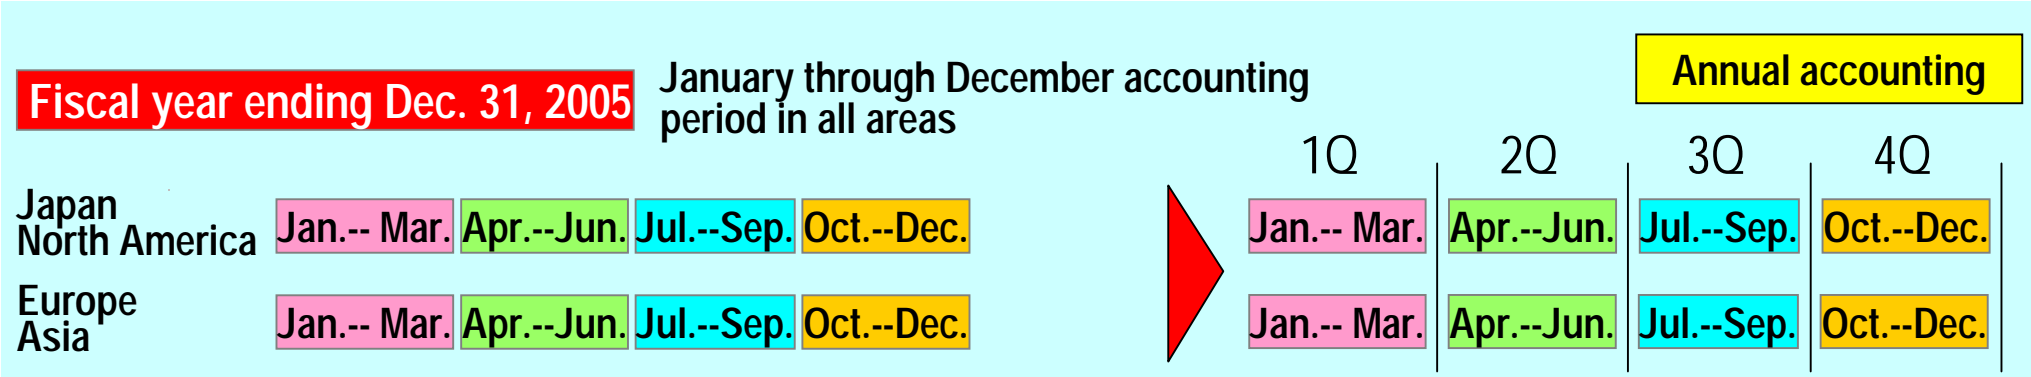 Fiscal year ending Dec. 31, 2005
January through December accounting
period in all areas
Annual accounting
1Q 2Q 3Q 4Q
Japan
North America
Jan.-- Mar. Apr.--Jun. Jul.--Sep. Oct.--Dec. Jan.-- Mar. Apr.--Jun. Jul.--Sep. Oct.--Dec.
Europe
Asia
Jan.-- Mar. Apr.--Jun. Jul.--Sep. Oct.--Dec. Jan.-- Mar. Apr.--Jun. Jul.--Sep. Oct.--Dec.